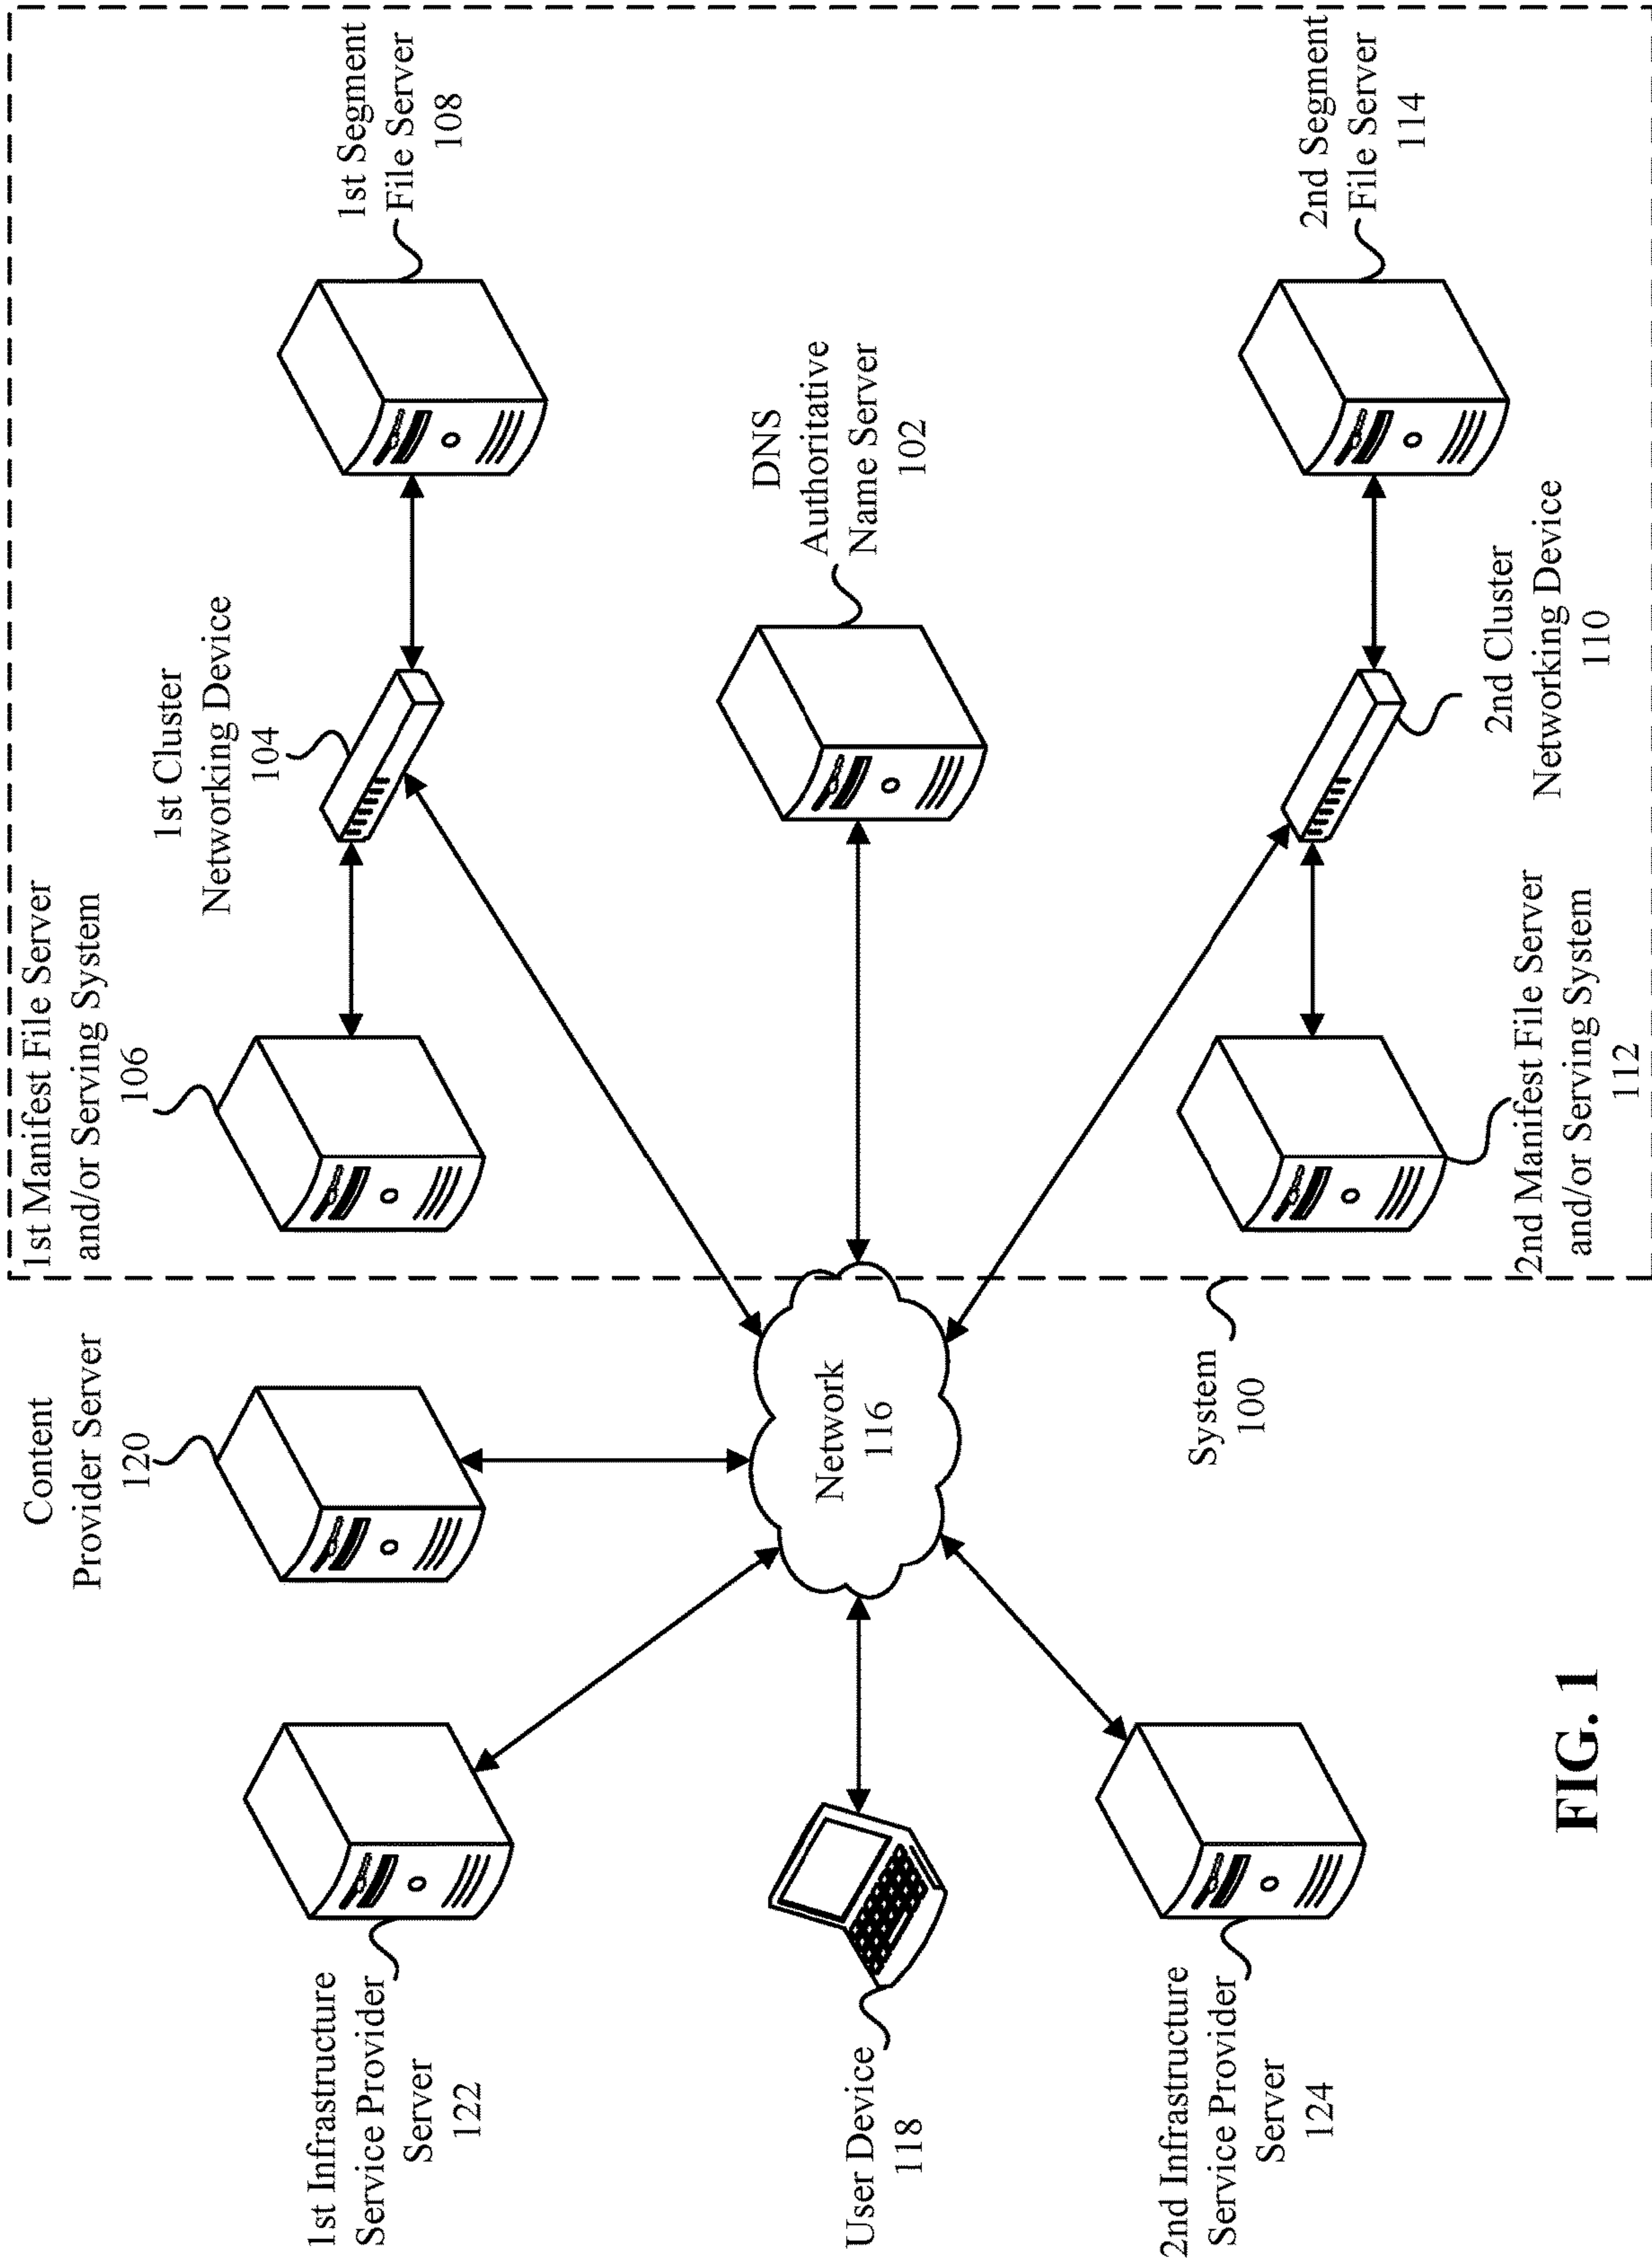 1st Infrastructure
Service Provider
Server
122
Content
Provider Server
120
1st Manifest File Server
and/or Serving System
106
1st Cluster
Networking Device
104
1st Segment
File Server
108
User Device
118
Network
116
DNS
Authoritative
Name Server
102
2nd Infrastructure
Service Provider
Server
124
System
100
2nd Manifest File Server
and/or Serving System
112
2nd Cluster
Networking Device
110
2nd Segment
File Server
114
FIG. 1